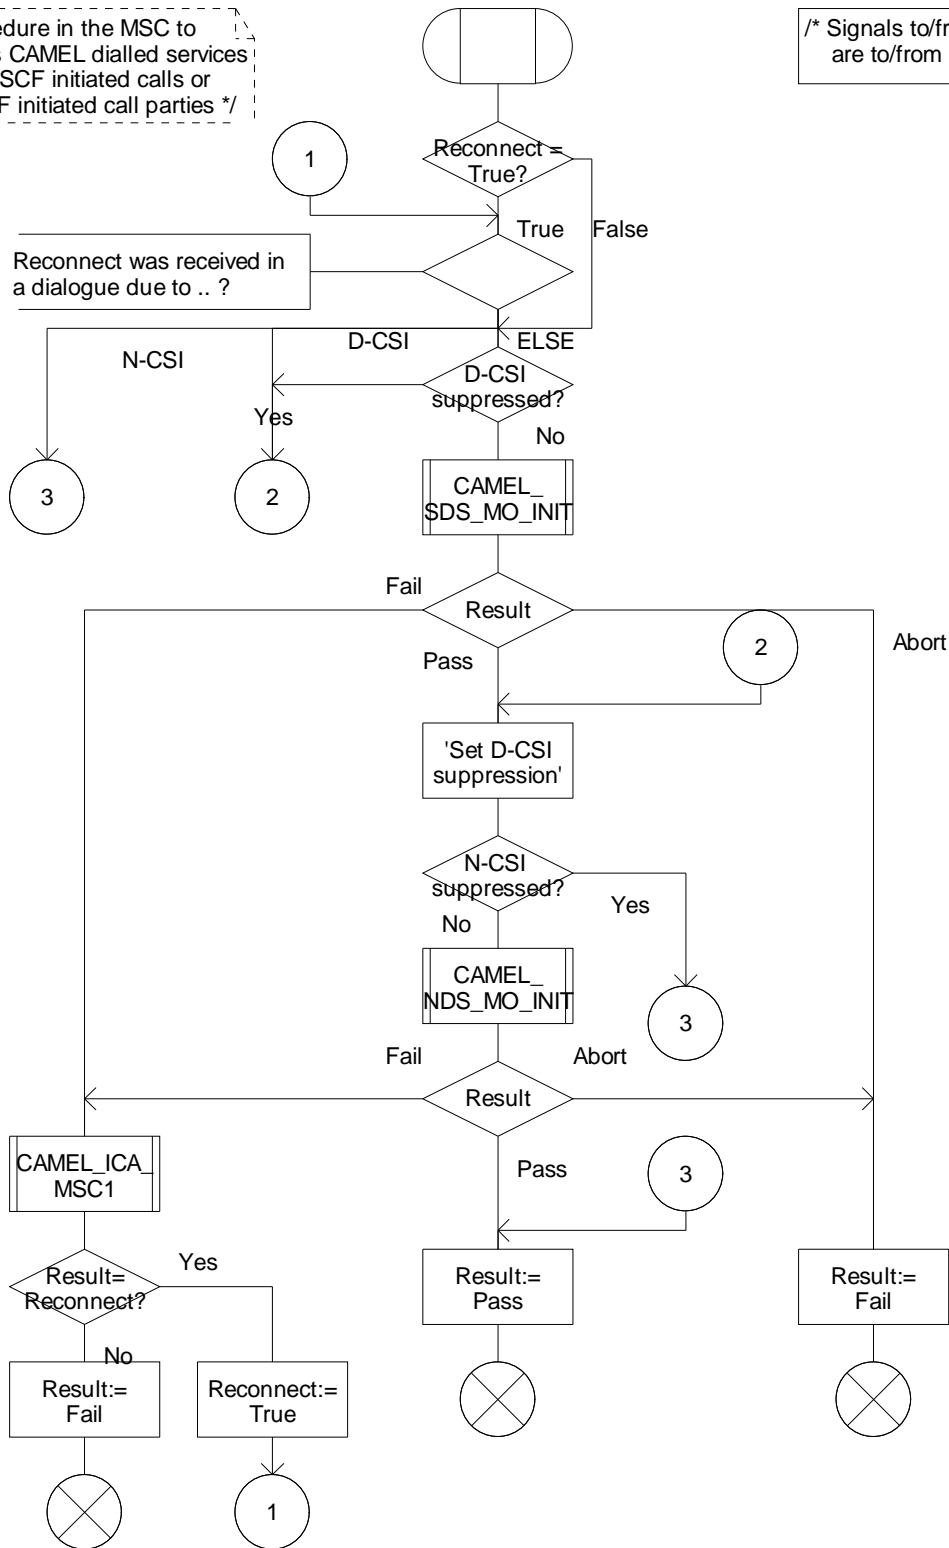 edure in the MSC to
CAMEL dialled services
SCF initiated calls or
F initiated call parties */
/* Signals to/fr
are to/from
Reconnect =
True?
1
True
False
Reconnect was received in
a dialogue due to .. ?
N-CSI
D-CSI
ELSE
D-CSI
suppressed?
Yes
No
3
2
CAMEL_
SDS_MO_INIT
Fail
Result
Abort
Pass
2
'Set D-CSI
suppression'
N-CSI
suppressed?
Yes
No
CAMEL_
NDS_MO_INIT
3
Fail
Abort
Result
Pass
3
CAMEL_ICA_
MSC1
Result=
Reconnect?
Yes
No
Result:=
Pass
Result:=
Fail
Result:=
Fail
Reconnect:=
True
1